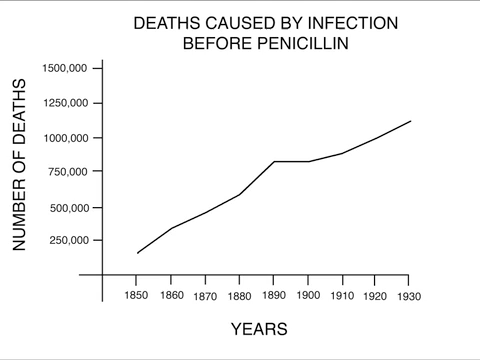 DEATHS CAUSED BY INFECTION
BEFORE PENICILLIN
NUMBER OF DEATHS
1500,000
1250,000
1000,000
750,000
500,000
250,000
1850 1860 1870 1880 1890 1900 1910 1920 1930
YEARS